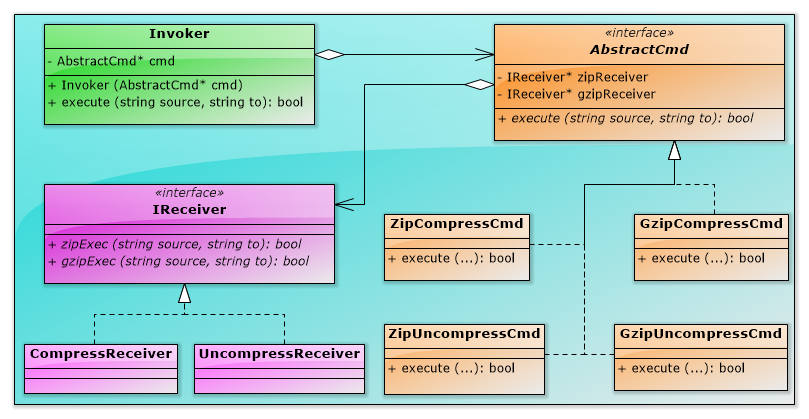 Invoker
- AbstractCmd* cmd
+ Invoker (AbstractCmd* cmd)
+ execute (string source, string to): bool
«interface»
AbstractCmd
- IReceiver* zipReceiver
- IReceiver* gzipReceiver
+ execute (string source, string to): bool
«interface»
IReceiver
+ zipExec (string source, string to): bool
+ gzipExec (string source, string to): bool
ZipCompressCmd
+ execute (...): bool
GzipCompressCmd
+ execute (...): bool
CompressReceiver
UncompressReceiver
ZipUncompressCmd
+ execute (...): bool
GzipUncompressCmd
+ execute (...): bool